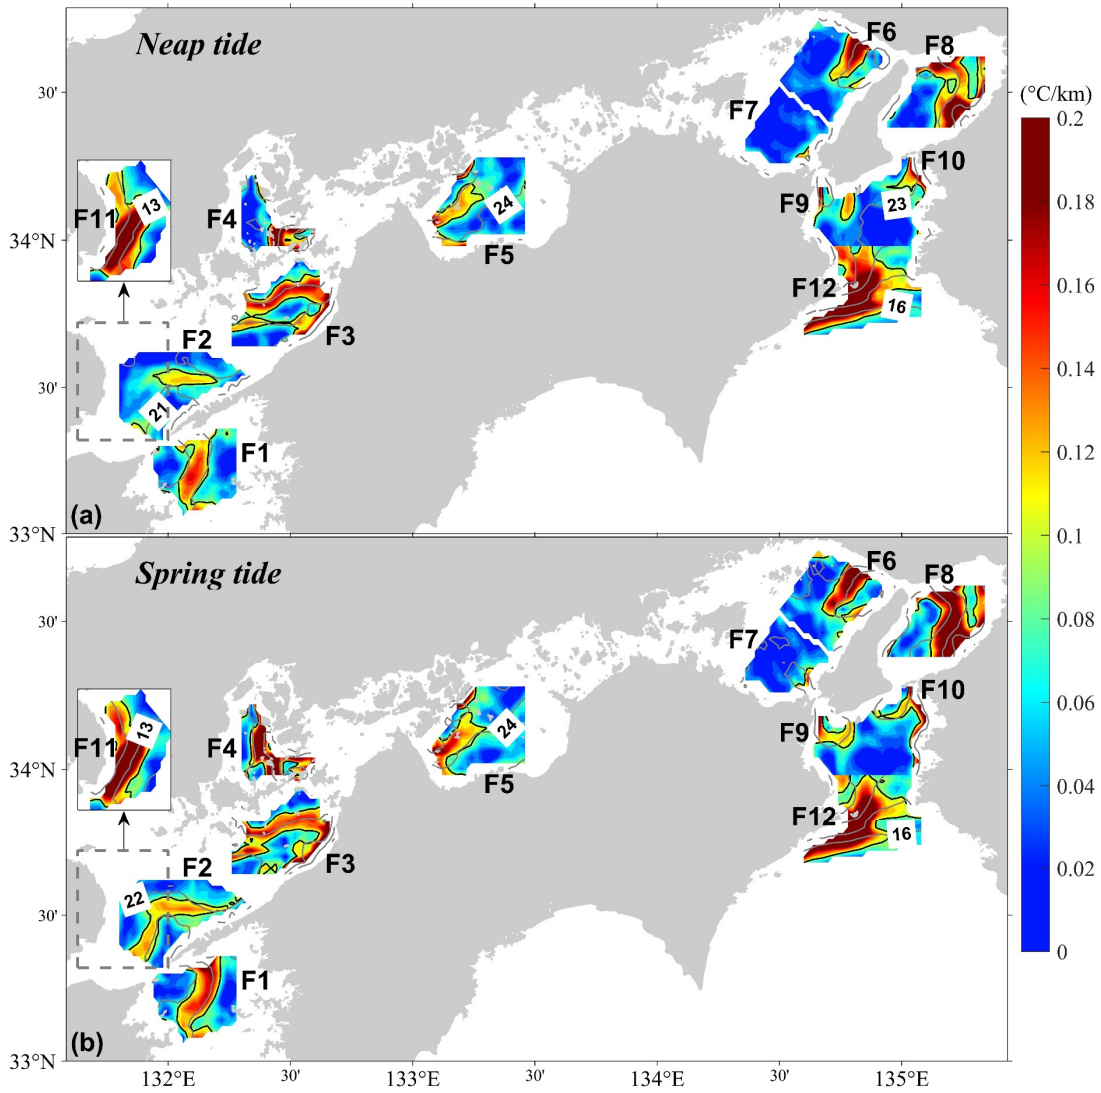 Neap tide
F6
F8
(°C/km)
30'
F7
0.2
F10
F11
13
F4
F9
23
0.18
24
34°N
F5
F12
16
0.16
F2
F3
0.14
30'
21
F1
0.12
(a)
33°N
Spring tide
F6
F8
0.1
30'
F7
0.08
F10
F11
13
F4
F9
24
0.06
34°N
F5
F12
16
0.04
F2
F3
22
30'
0.02
F1
0
(b)
33°N
132°E
30'
133°E
30'
134°E
30'
135°E